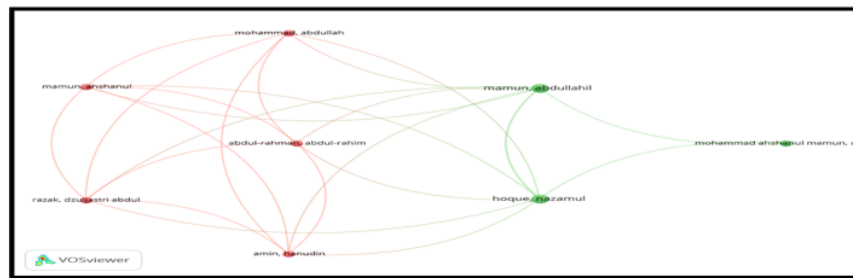 mohammad, abdullah
mamun, ahshanul
mamun, abdullahil
abdul-rahman, abdul-rahim
mohammad ahshanul mamun, a
razak, dzuljastri abdul
hoque, nazamul
amin, hanudin
VOSviewer